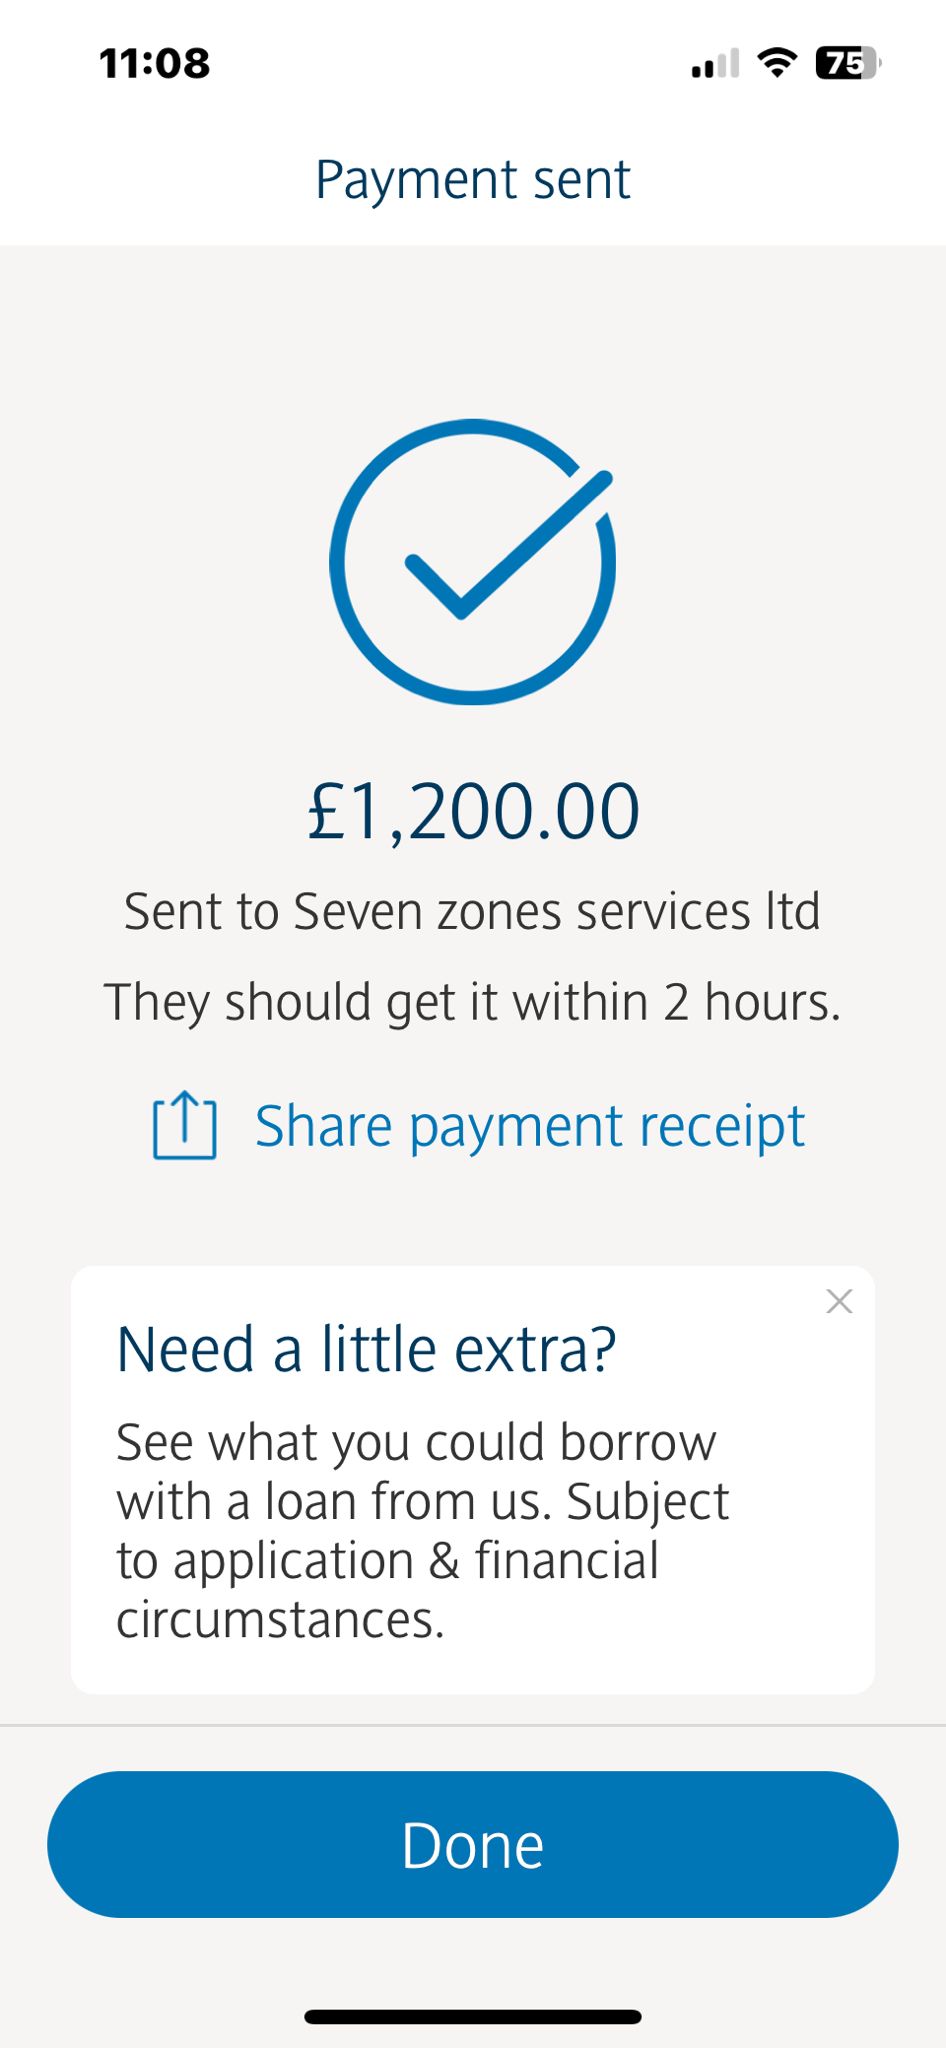 11:08
75
Payment sent
£1,200.00
Sent to Seven zones services ltd
They should get it within 2 hours.
Share payment receipt
Need a little extra?
See what you could borrow
with a loan from us. Subject
to application & financial
circumstances.
Done